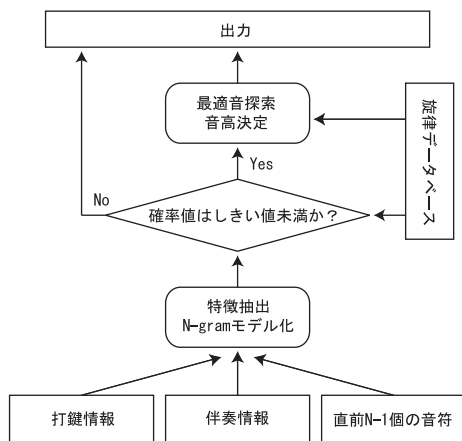 出力
最適音探索
音高決定
旋律データベース
Yes
No
確率値はしきい値未満か？
特徴抽出
N-gramモデル化
打鍵情報
伴奏情報
直前N-1個の音符